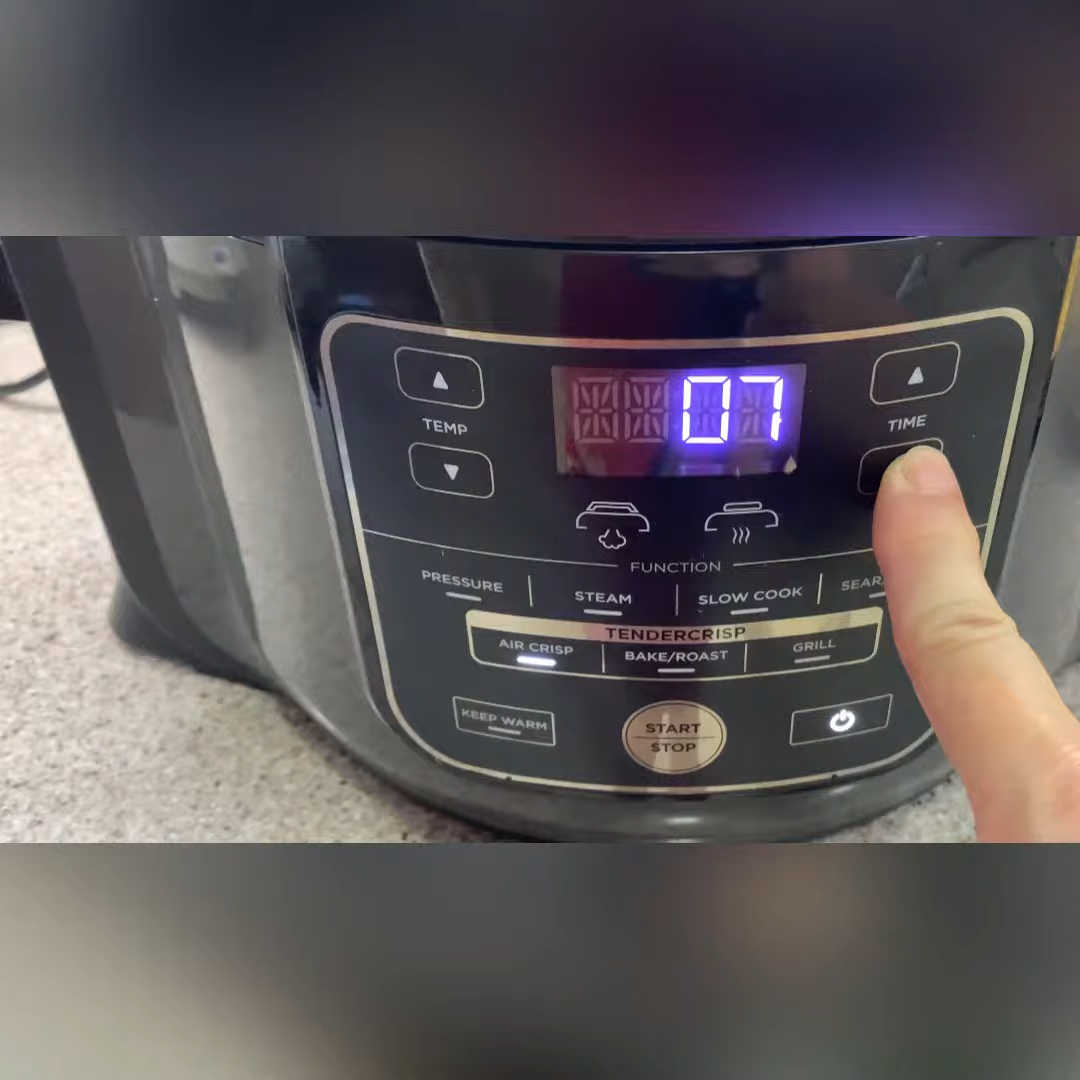 07
TEMP
TIME
FUNCTION
PRESSURE
STEAM
SLOW COOK
TENDERCRISP
AIR CRISP
BAKE/ROAST
GRILL
KEEP WARM
START
STOP